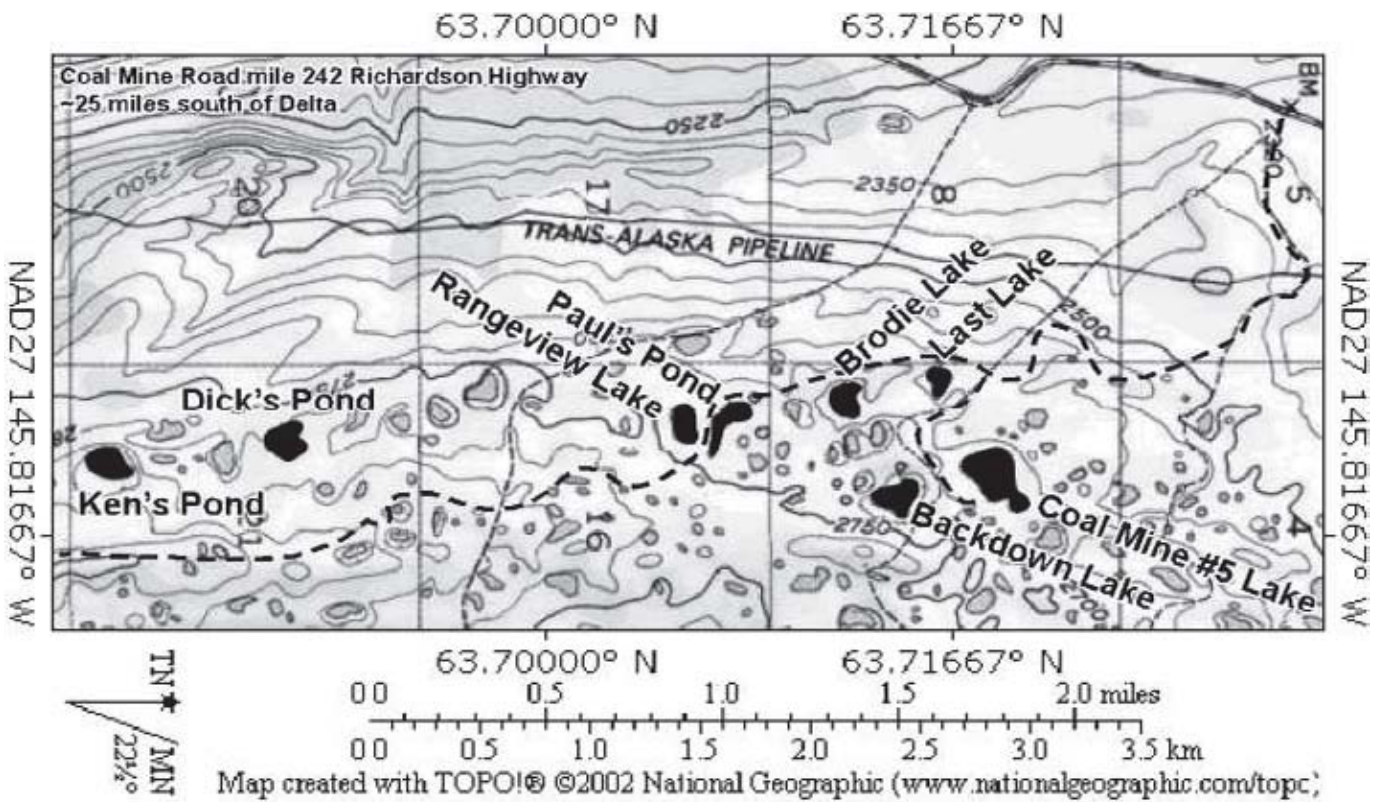 63.70000° N 63.71667° N
Coal Mine Road mile 242 Richardson Highway
~25 miles south of Delta
BM
2250
2390
5
2500
20
17
2350
8
TRANS-ALASKA PIPELINE
NAD27 145.81667° W
NAD27 145.81667° W
Brodie Lake
Last Lake
2500
Paul's Pond
Rangeview Lake
Dick's Pond
Ken's Pond
16
2750
4
Coal Mine #5 Lake
Backdown Lake
63.70000° N 63.71667° N
TN
MN
22½°
0 0 0.5 1.0 1.5 2.0 miles
0 0 0.5 1.0 1.5 2.0 2.5 3.0 3.5 km
Map created with TOPO!® ©2002 National Geographic (www.nationalgeographic.com/topo)